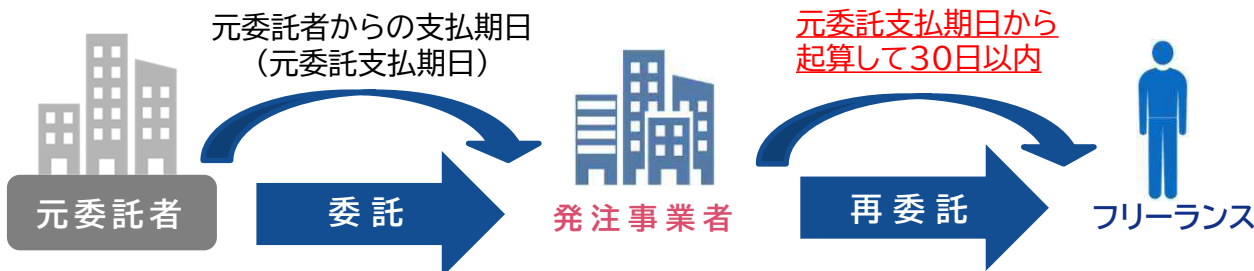 元委託者からの支払期日
（元委託支払期日）
元委託支払期日から
起算して30日以内
元委託者
委託
発注事業者
再委託
フリーランス